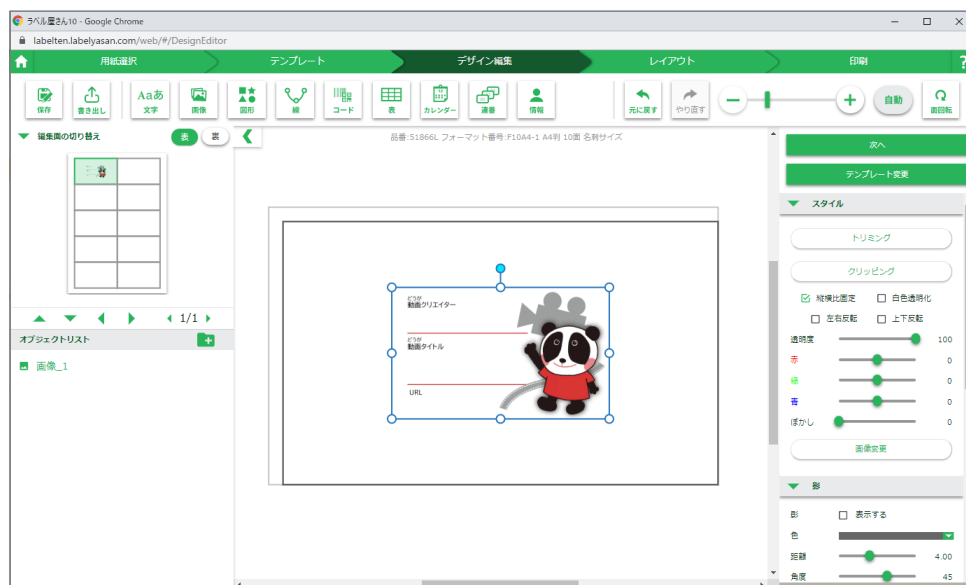 ラベル屋さん10 - Google Chrome
labelten.labelyasan.com/web/#/DesignEditor
用紙選択 テンプレート デザイン編集 レイアウト 印刷 ?
保存 書き出し Aaあ 文字 画像 図形 線 コード 表 カレンダー 連番 情報 元に戻す やり直す 自動 面回転
編集面の切り替え 表 裏
品番:51866L フォーマット番号:F10A4-1 A4判 10面 名刺サイズ
次へ
テンプレート変更
スタイル
トリミング
クリッピング
縦横比固定 白色透明化
左右反転 上下反転
透明度 100
赤 0
緑 0
青 0
ぼかし 0
画像変更
影
影 表示する
色
距離 4.00
角度 45
1/1
オブジェクトリスト
画像_1
どうが
動画クリエイター
どうが
動画タイトル
URL